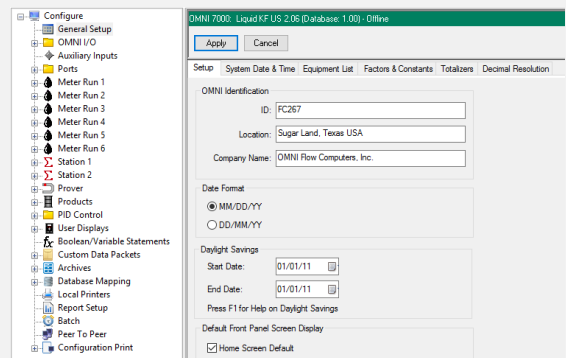 Configure
General Setup
OMNI I/O
Auxiliary Inputs
Ports
Meter Run 1
Meter Run 2
Meter Run 3
Meter Run 4
Meter Run 5
Meter Run 6
Station 1
Station 2
Prover
Products
PID Control
User Displays
Boolean/Variable Statements
Custom Data Packets
Archives
Database Mapping
Local Printers
Report Setup
Batch
Peer To Peer
Configuration Print
OMNI 7000: Liquid KF US 2.06 (Database: 1.00) - Offline
Apply Cancel
Setup System Date & Time Equipment List Factors & Constants Totalizers Decimal Resolution
OMNI Identification
ID: FC267
Location: Sugar Land, Texas USA
Company Name: OMNI Flow Computers, Inc.
Date Format
MM/DD/YY
DD/MM/YY
Daylight Savings
Start Date: 01/01/11
End Date: 01/01/11
Press F1 for Help on Daylight Savings
Default Front Panel Screen Display
Home Screen Default